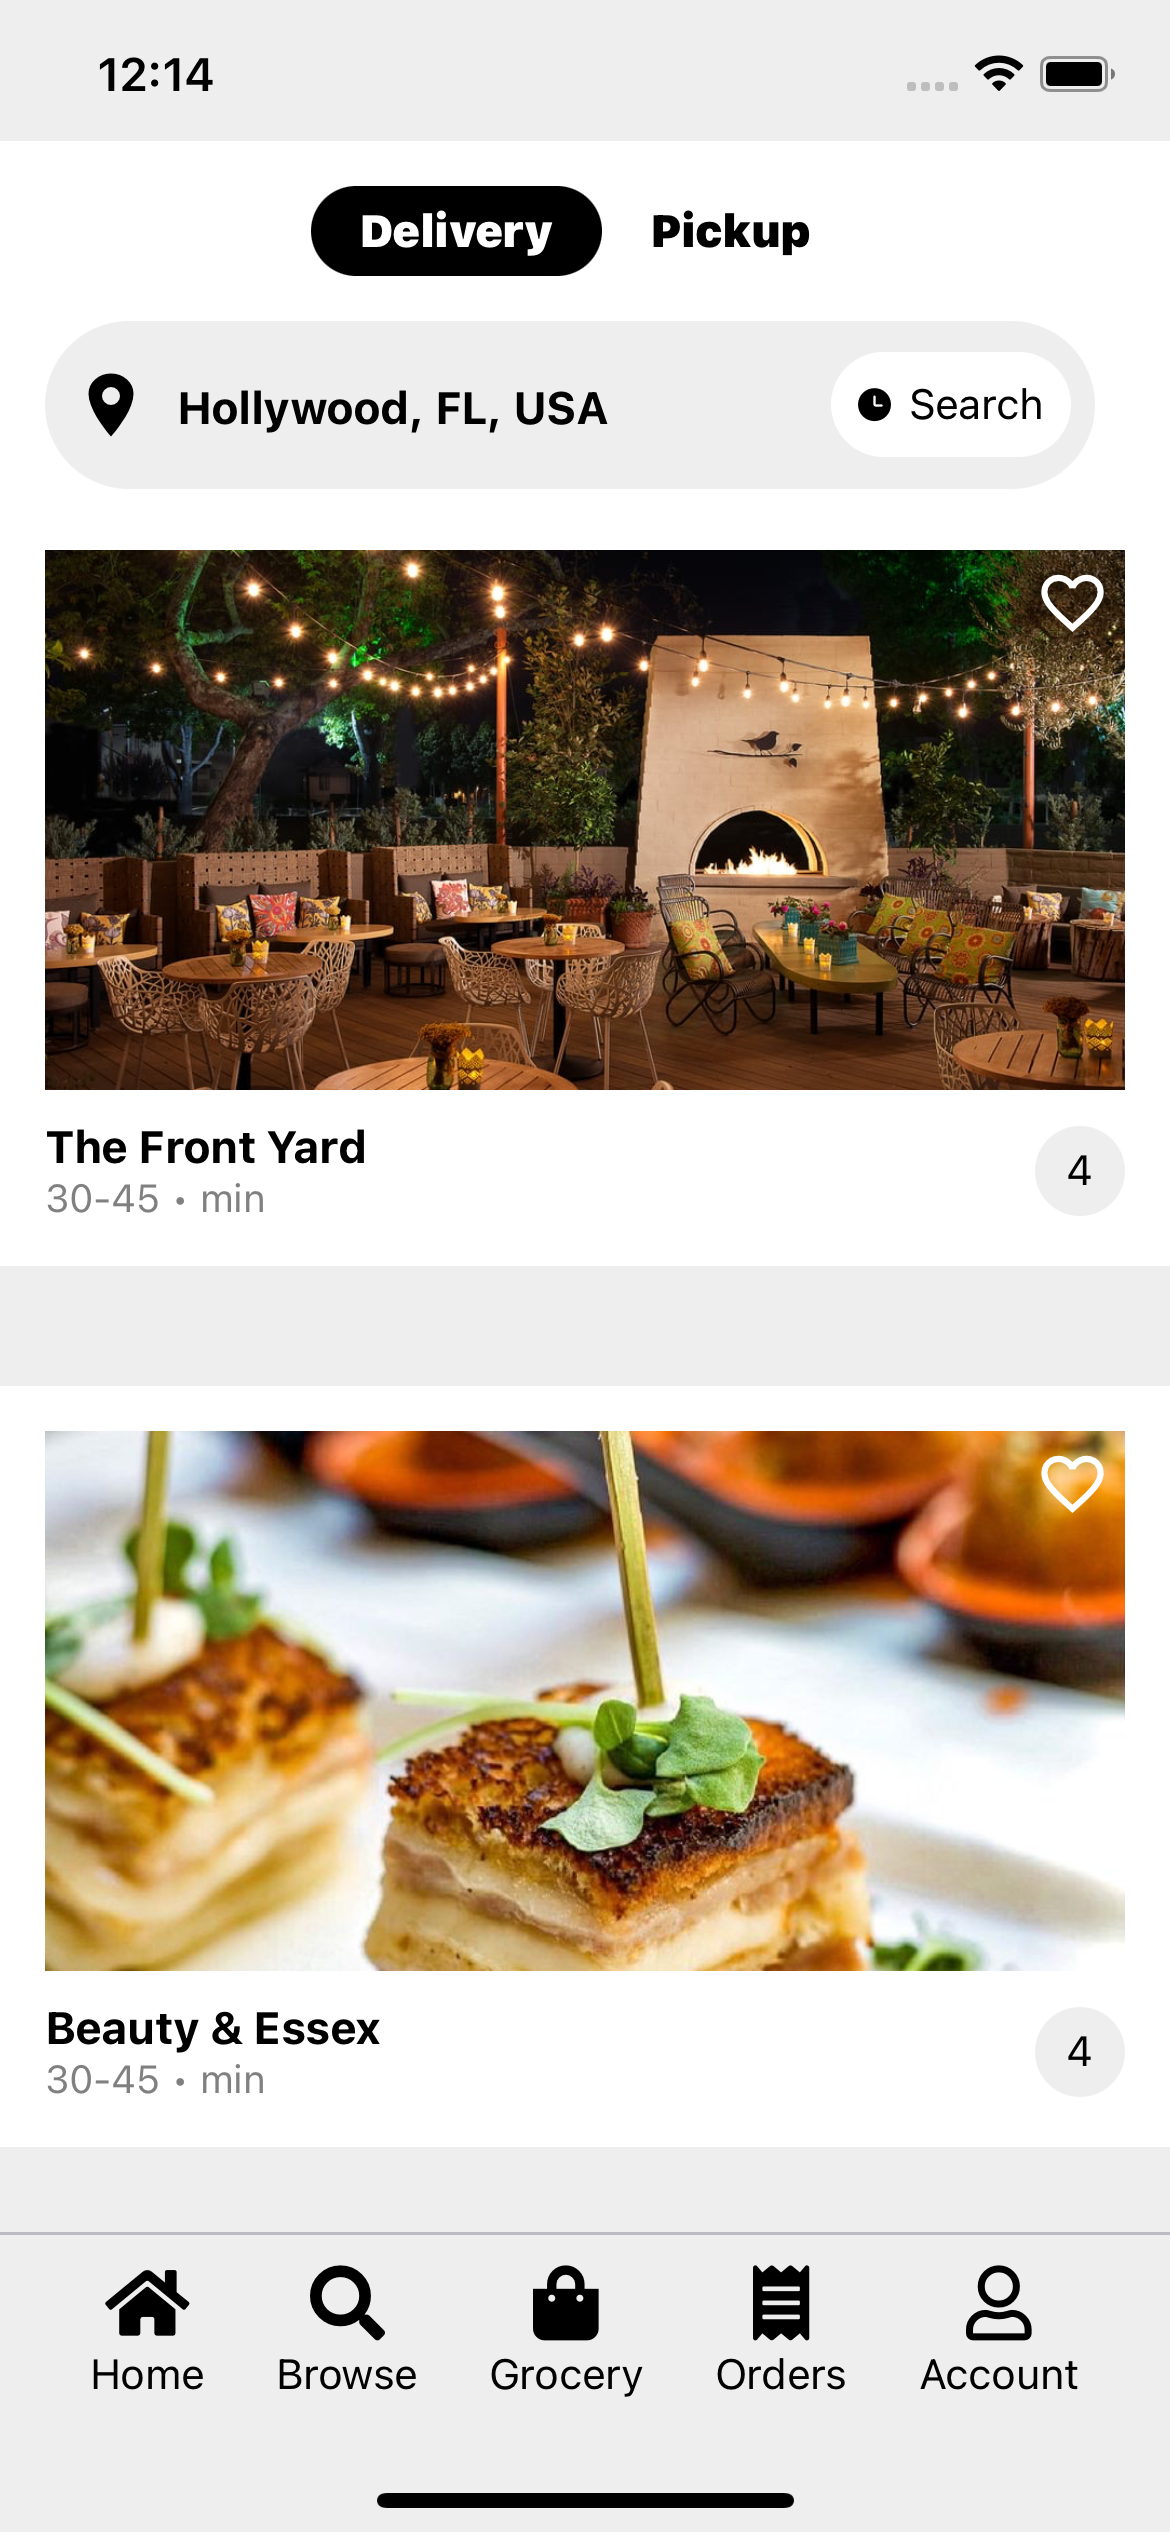 12:14
Delivery Pickup
Hollywood, FL, USA Search
The Front Yard
30-45 • min
4
Beauty & Essex
30-45 • min
4
Home Browse Grocery Orders Account